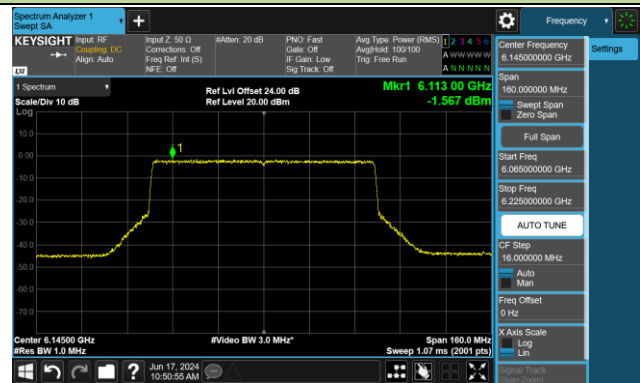 Spectrum Analyzer 1
Swept SA
+
Frequency
KEYSIGHT
Input: RF
Coupling: DC
Align: Auto
Input Z: 50 Ω
Corrections: Off
Freq Ref: Int (S)
NFE: Off
#Atten: 20 dB
PNO: Fast
Gate: Off
IF Gain: Low
Sig Track: Off
Avg Type: Power (RMS)
Avg|Hold: 100/100
Trig: Free Run
1 2 3 4 5 6
A WW WW W
A N N N N N
LXI
Center Frequency
6.145000000 GHz
Settings
Span
160.000000 MHz
Swept Span
Zero Span
Full Span
Start Freq
6.065000000 GHz
Stop Freq
6.225000000 GHz
AUTO TUNE
CF Step
16.000000 MHz
Auto
Man
Freq Offset
0 Hz
X Axis Scale
Log
Lin
Signal Track
(Span Zoom)
1 Spectrum
Scale/Div 10 dB
Log
Ref Lvl Offset 24.00 dB
Ref Level 20.00 dBm
Mkr1 6.113 00 GHz
-1.567 dBm
10.0
0.00
-10.0
-20.0
-30.0
-40.0
-50.0
-60.0
-70.0
1
Center 6.14500 GHz
#Res BW 1.0 MHz
#Video BW 3.0 MHz*
Span 160.0 MHz
Sweep 1.07 ms (2001 pts)
?
Jun 17, 2024
10:50:55 AM